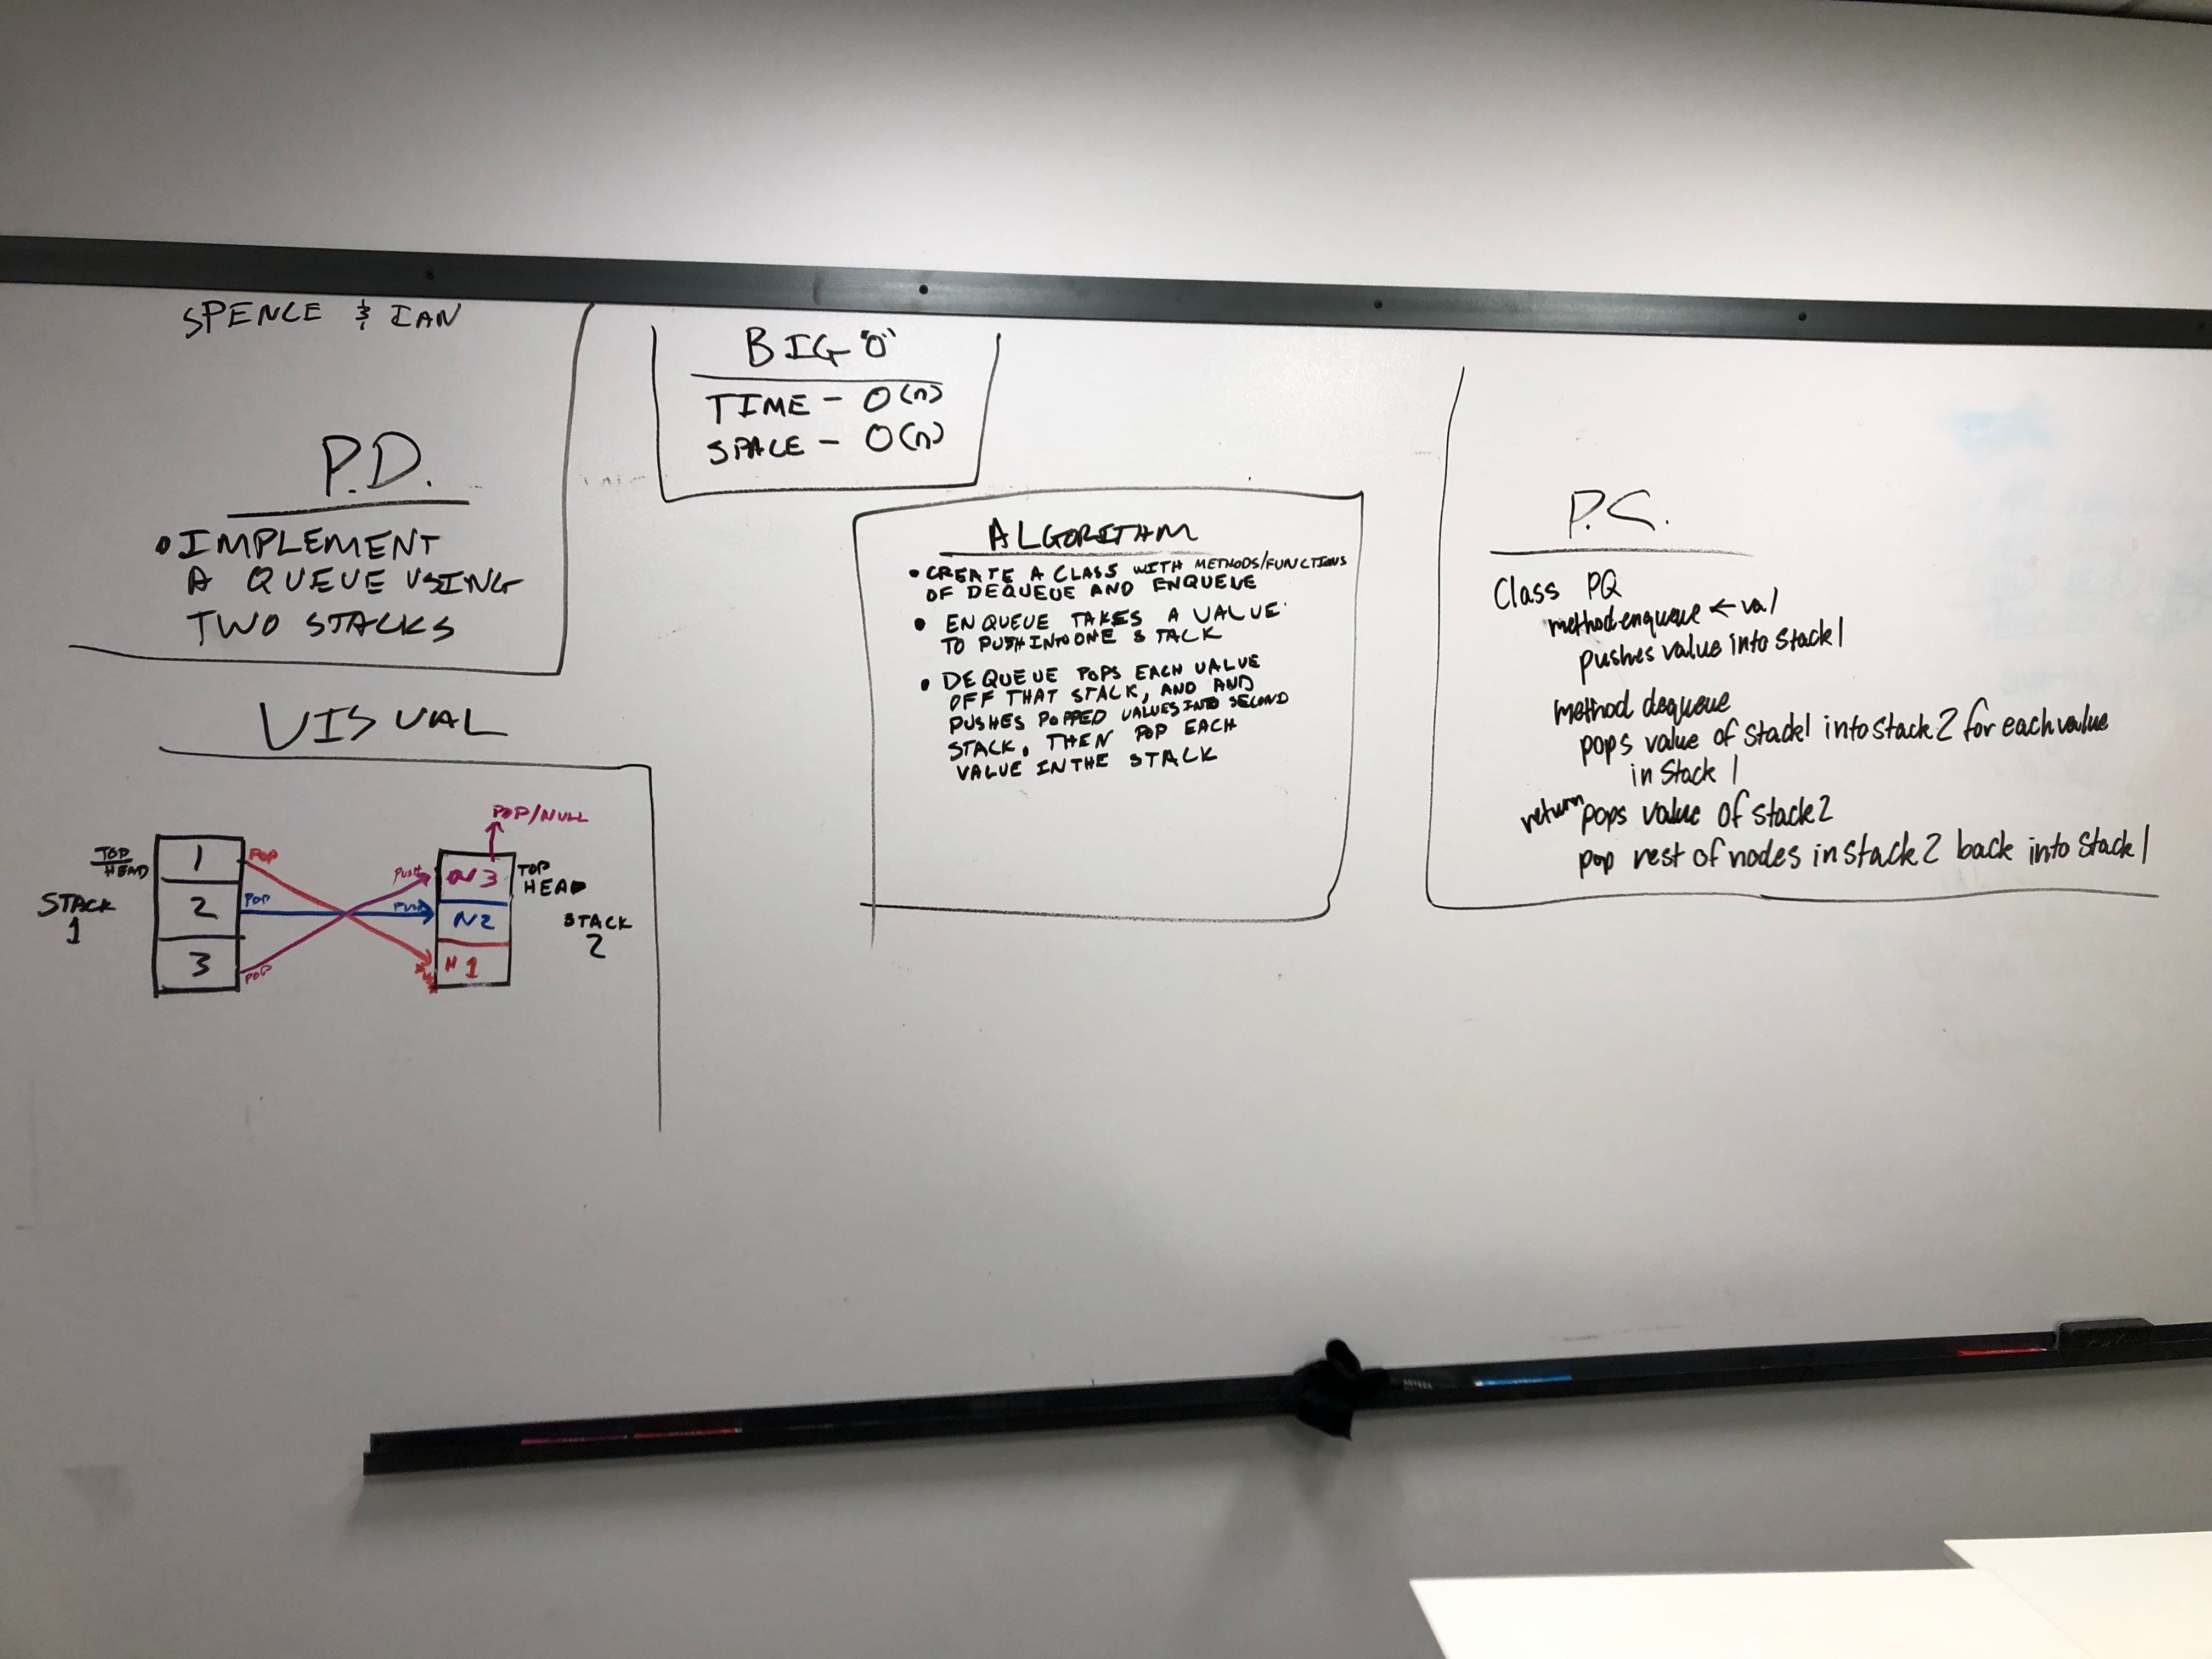 SPENCE & IAN
P.D.
• IMPLEMENT
A QUEUE USING
TWO STACKS
BIG "O"
TIME - O(n)
SPACE - O(n)
VISUAL
POP/NULL
TOP
HEAD
STACK
1
1
2
3
POP
POP
POP
PUSH
PUSH
N3
N2
N1
TOP
HEAD
STACK
2
ALGORITHM
• CREATE A CLASS WITH METHODS/FUNCTIONS
OF DEQUEUE AND ENQUEUE
• ENQUEUE TAKES A VALUE
TO PUSH INTO ONE STACK
• DEQUEUE POPS EACH VALUE
OFF THAT STACK, AND AND
PUSHES POPPED VALUES INTO SECOND
STACK. THEN POP EACH
VALUE IN THE STACK
P.C.
Class PQ
method enqueue ← val
pushes value into Stack 1
method dequeue
pops value of Stack 1 into Stack 2 for each value
in Stack 1
return pops value of stack 2
pop rest of nodes in Stack 2 back into Stack 1